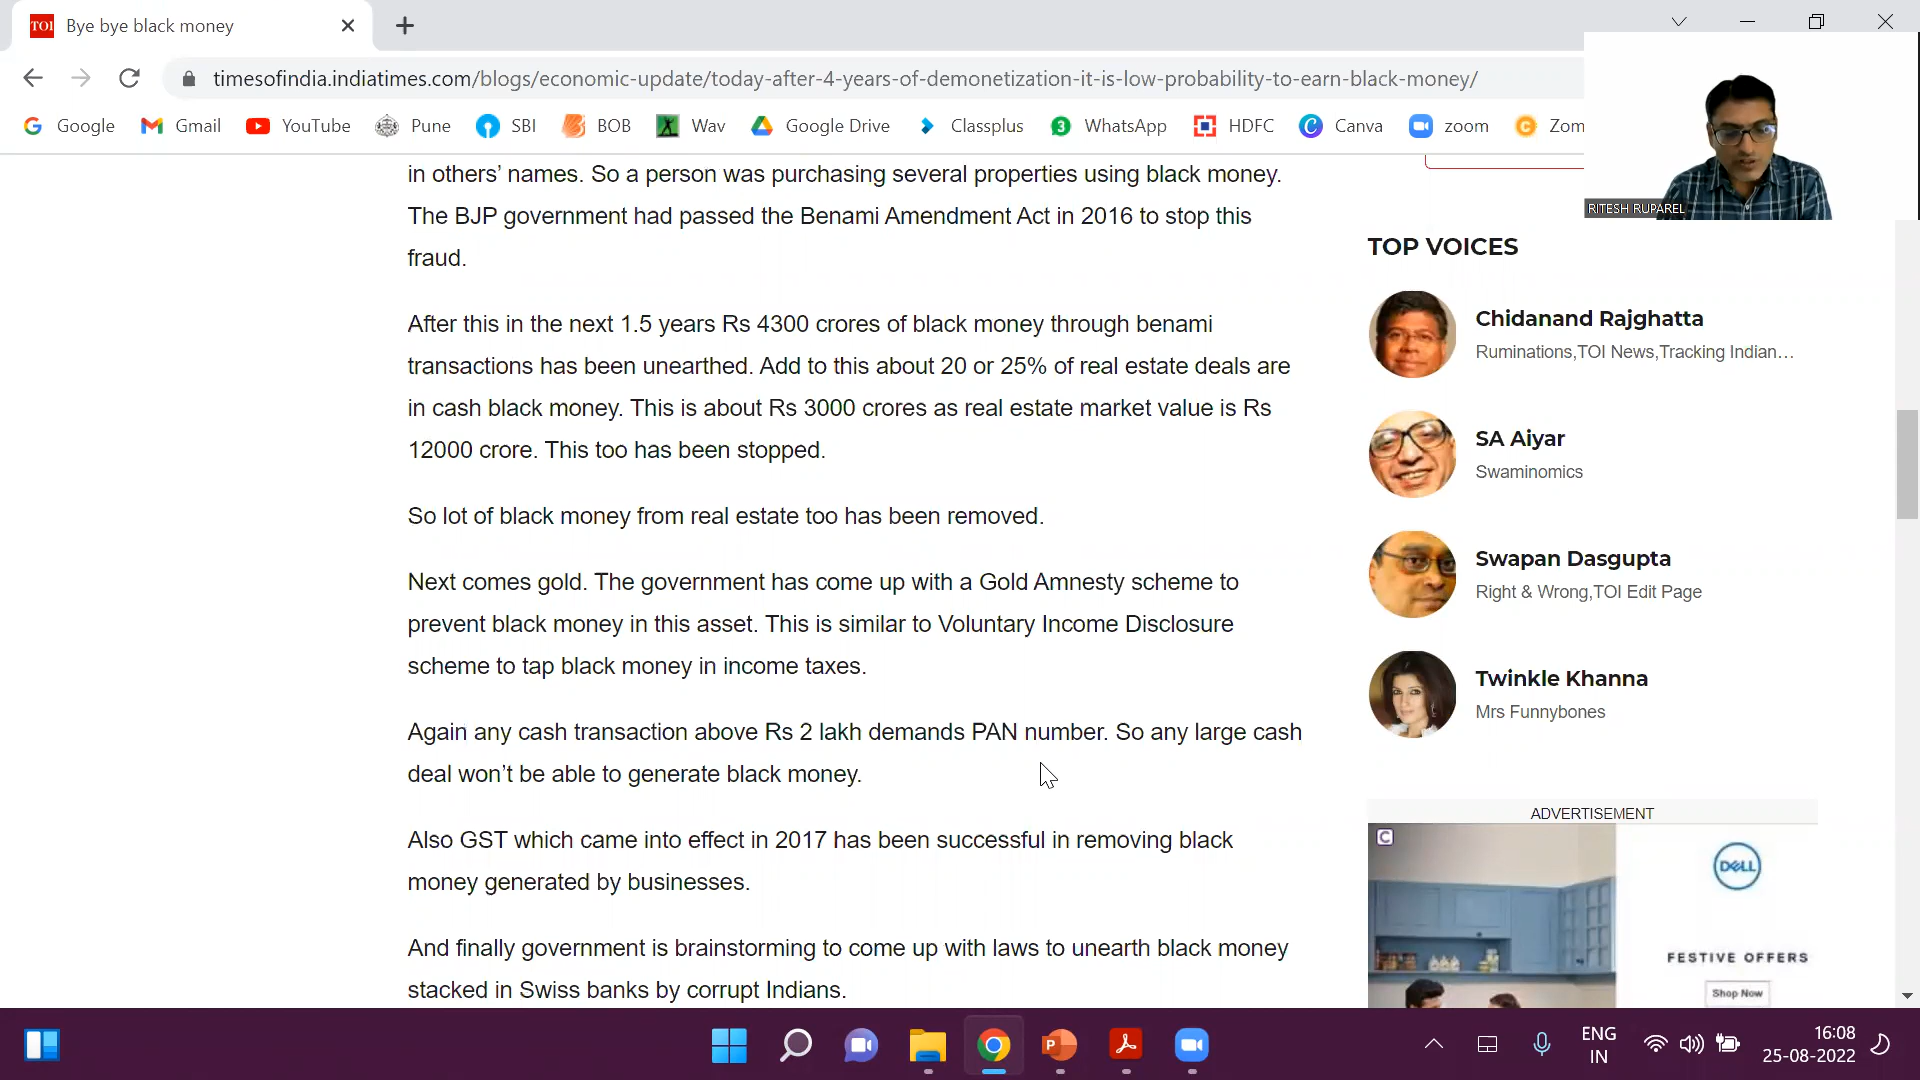 TOI Bye bye black money
timesofindia.indiatimes.com/blogs/economic-update/today-after-4-years-of-demonetization-it-is-low-probability-to-earn-black-money/
Google Gmail YouTube Pune SBI BOB Wav Google Drive Classplus 3 WhatsApp HDFC Canva zoom Zom
RITESH RUPAREL
in others’ names. So a person was purchasing several properties using black money.
The BJP government had passed the Benami Amendment Act in 2016 to stop this
fraud.
After this in the next 1.5 years Rs 4300 crores of black money through benami
transactions has been unearthed. Add to this about 20 or 25% of real estate deals are
in cash black money. This is about Rs 3000 crores as real estate market value is Rs
12000 crore. This too has been stopped.
So lot of black money from real estate too has been removed.
Next comes gold. The government has come up with a Gold Amnesty scheme to
prevent black money in this asset. This is similar to Voluntary Income Disclosure
scheme to tap black money in income taxes.
Again any cash transaction above Rs 2 lakh demands PAN number. So any large cash
deal won’t be able to generate black money.
Also GST which came into effect in 2017 has been successful in removing black
money generated by businesses.
And finally government is brainstorming to come up with laws to unearth black money
stacked in Swiss banks by corrupt Indians.
TOP VOICES
Chidanand Rajghatta
Ruminations,TOI News,Tracking Indian…
SA Aiyar
Swaminomics
Swapan Dasgupta
Right & Wrong,TOI Edit Page
Twinkle Khanna
Mrs Funnybones
ADVERTISEMENT
C
DELL
FESTIVE OFFERS
Shop Now
P
ENG
IN
16:08
25-08-2022